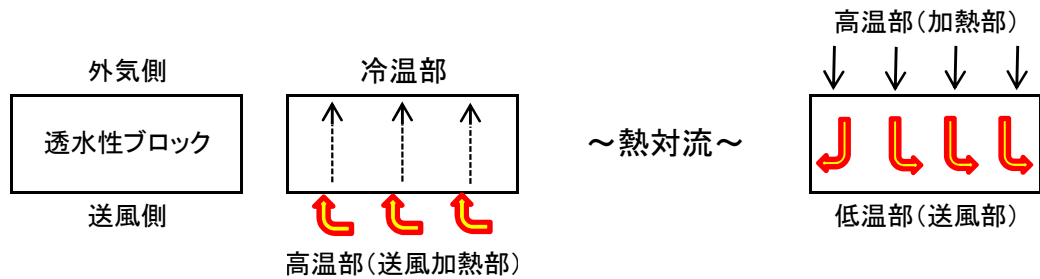 外気側
透水性ブロック
送風側
冷温部
高温部(送風加熱部)
～熱対流～
高温部(加熱部)
低温部(送風部)